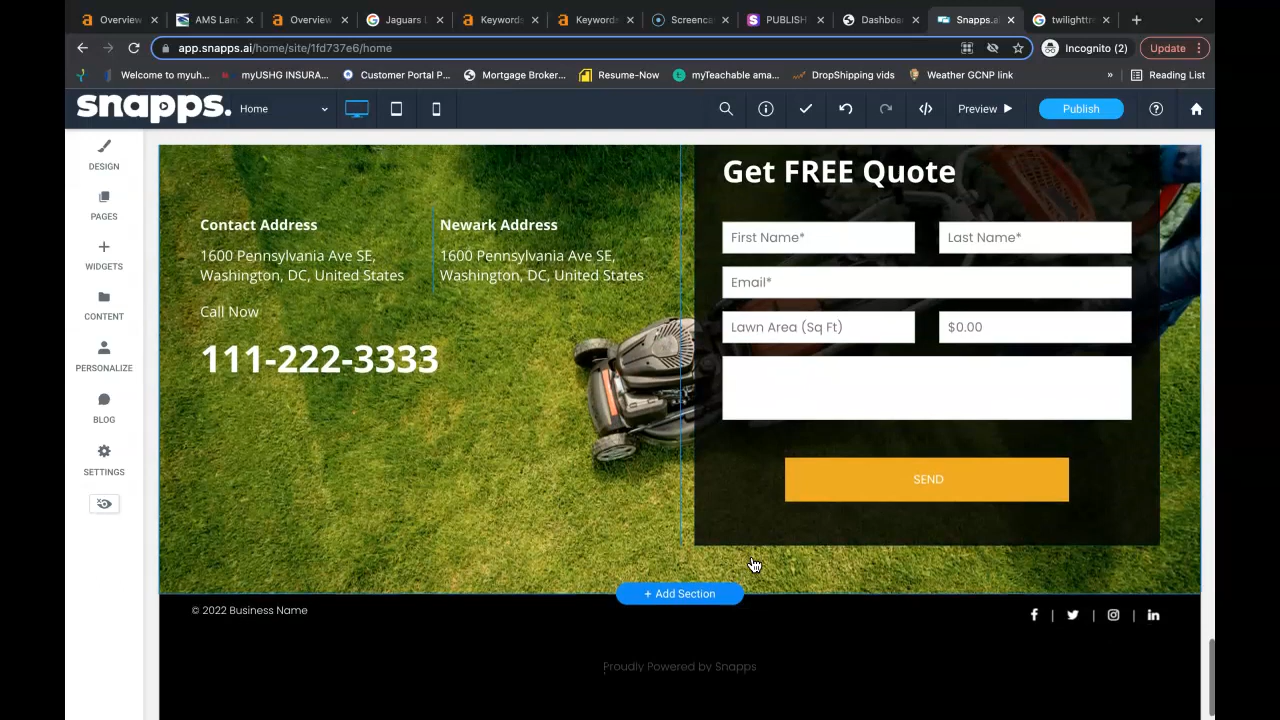 Overview
AMS Lan
Overview
Jaguars L
Keywords
Keywords
Screenca
PUBLISH
Dashboa
Snapps.a
twilighttr
app.snapps.ai/home/site/1fd737e6/home
Incognito (2)
Update
Welcome to myuh...
myUSHG INSURA...
Customer Portal P...
Mortgage Broker...
Resume-Now
myTeachable ama...
DropShipping vids
Weather GCNP link
»
Reading List
snapps.
Home
Preview
Publish
DESIGN
PAGES
WIDGETS
CONTENT
PERSONALIZE
BLOG
SETTINGS
Contact Address
1600 Pennsylvania Ave SE,
Washington, DC, United States
Newark Address
1600 Pennsylvania Ave SE,
Washington, DC, United States
Call Now
111-222-3333
Get FREE Quote
First Name*
Last Name*
Email*
Lawn Area (Sq Ft)
$0.00
SEND
+ Add Section
© 2022 Business Name
Proudly Powered by Snapps